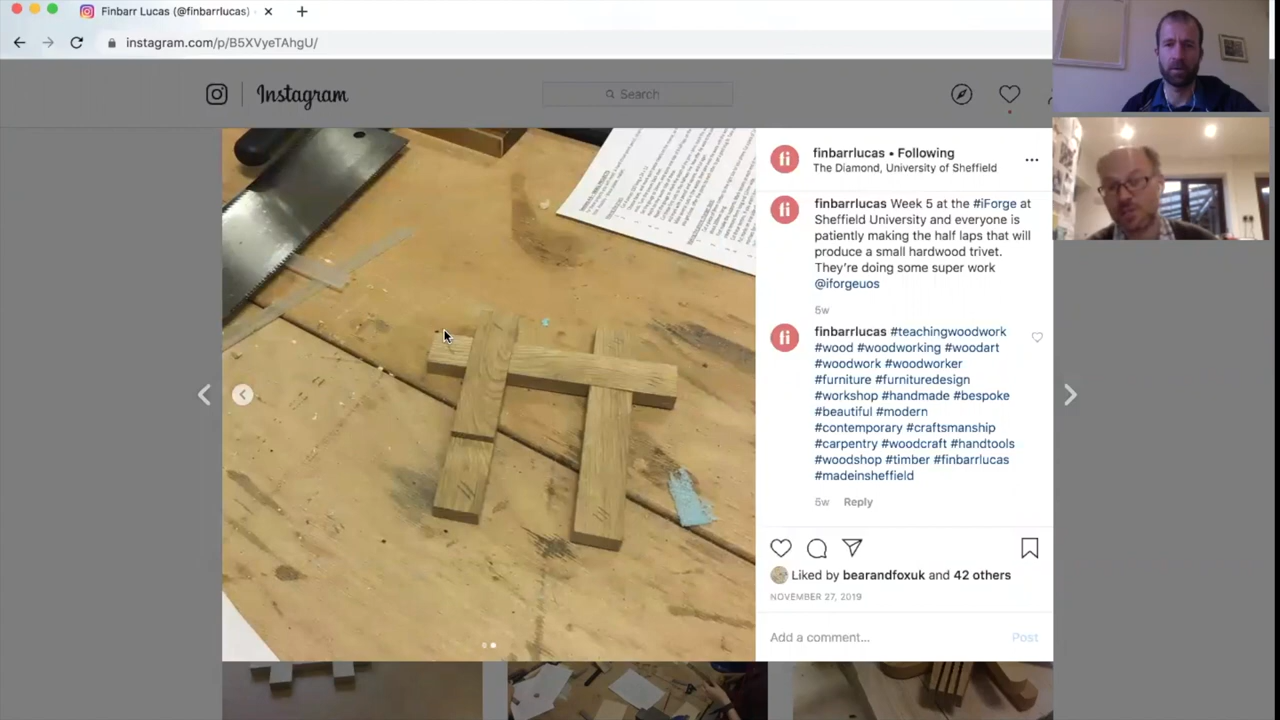 Finbarr Lucas (@finbarrlucas)
instagram.com/p/B5XVyeTAhgU/
Instagram
Search
finbarrlucas • Following
The Diamond, University of Sheffield
finbarrlucas Week 5 at the #iForge at
Sheffield University and everyone is
patiently making the half laps that will
produce a small hardwood trivet.
They're doing some super work
@iforgeuos
5w
finbarrlucas #teachingwoodwork
#wood #woodworking #woodart
#woodwork #woodworker
#furniture #furnituredesign
#workshop #handmade #bespoke
#beautiful #modern
#contemporary #craftsmanship
#carpentry #woodcraft #handtools
#woodshop #timber #finbarrlucas
#madeinsheffield
5w Reply
Liked by bearandfoxuk and 42 others
NOVEMBER 27, 2019
Add a comment... Post
fi
fi
fi